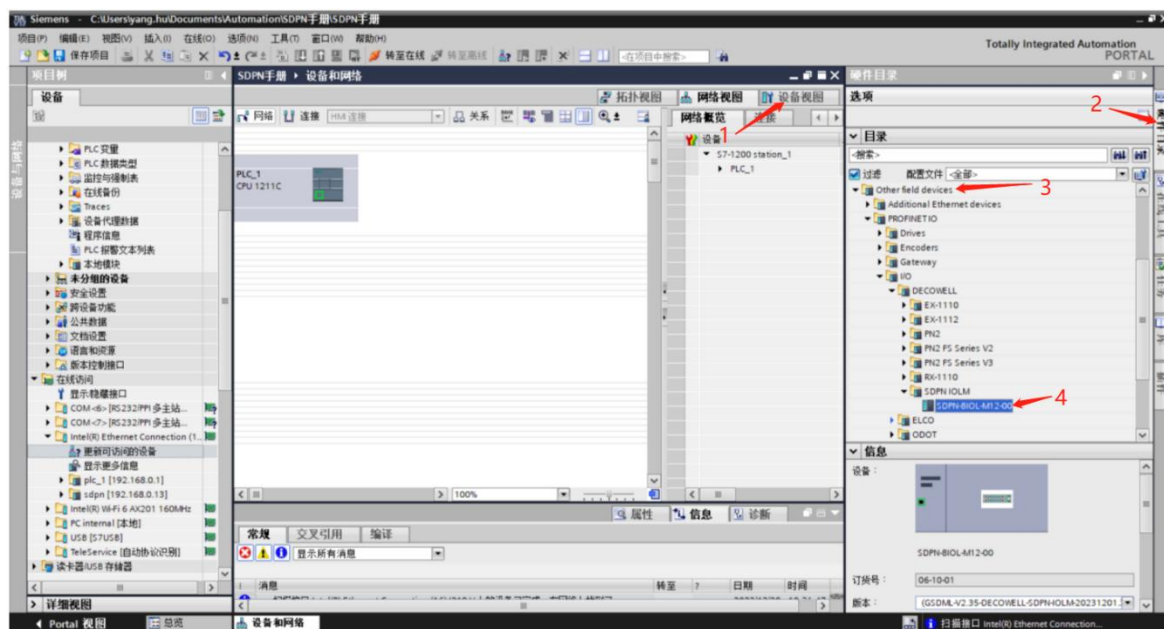 Siemens - C:\Users\yang.hu\Documents\Automation\SDPN手册\SDPN手册
项目(P) 编辑(E) 视图(V) 插入(I) 在线(O) 选项(N) 工具(T) 窗口(W) 帮助(H)
Totally Integrated Automation
PORTAL
保存项目 转至在线 转至离线 <在项目中搜索>
项目树
设备
PLC 变量
PLC 数据类型
监控与强制表
在线备份
Traces
设备代理数据
程序信息
PLC 报警文本列表
本地模块
未分组的设备
安全设置
跨设备功能
公共数据
文档设置
语言和资源
版本控制接口
在线访问
显示/隐藏接口
COM <6> [RS232/PPI 多主站...
COM <7> [RS232/PPI 多主站...
Intel(R) Ethernet Connection (1...
更新可访问的设备
显示更多信息
plc_1 [192.168.0.1]
sdpn [192.168.0.13]
Intel(R) Wi-Fi 6 AX201 160MHz
PC internal [本地]
USB [S7USB]
TeleService [自动协议识别]
读卡器/USB 存储器
详细视图
设备与网络
SDPN手册 ▸ 设备和网络
拓扑视图 网络视图 设备视图
网络 连接 HMI 连接 关系
网络概览 连接
1
设备
S7-1200 station_1
PLC_1
PLC_1
CPU 1211C
100%
属性 信息 诊断
常规 交叉引用 编译
显示所有消息
! 消息 转至 ? 日期 时间
硬件目录
选项
2
目录
<搜索>
过滤 配置文件 <全部>
Other field devices
3
Additional Ethernet devices
PROFINET IO
Drives
Encoders
Gateway
I/O
DECOWELL
EX-1110
EX-1112
PN2
PN2 FS Series V2
PN2 FS Series V3
RX-1110
SDPN IOLM
SDPN-BIOL-M12-00
4
ELCO
ODOT
信息
设备：
SDPN-BIOL-M12-00
订货号： 06-10-01
版本： (GSDML-V2.35-DECOWELL-SDPN-IOLM-20231201...
Portal 视图 总览 设备和网络
扫描接口 Intel(R) Ethernet Connection...